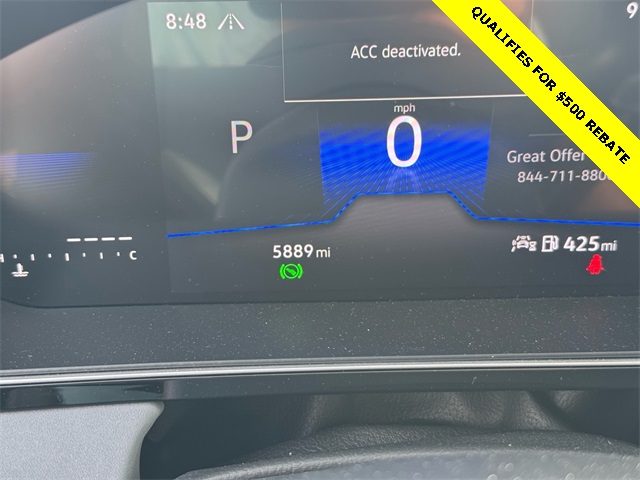 8:48
9
ACC deactivated.
QUALIFIES FOR $500 REBATE
mph
P
0
Great Offer
844-711-880
C
5889 mi
425 mi